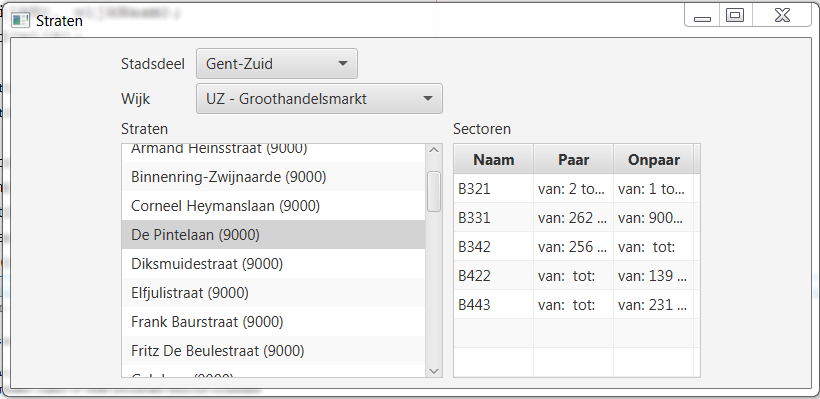 Straten
Stadsdeel Gent-Zuid
Wijk UZ - Groothandelsmarkt
Straten
Armand Heinsstraat (9000)
Binnenring-Zwijnaarde (9000)
Corneel Heymanslaan (9000)
De Pintelaan (9000)
Diksmuidestraat (9000)
Elfjulistraat (9000)
Frank Baurstraat (9000)
Fritz De Beulestraat (9000)
Sectoren
Naam Paar Onpaar
B321 van: 2 to... van: 1 to...
B331 van: 262 ... van: 900...
B342 van: 256 ... van:  tot:
B422 van:  tot: van: 139 ...
B443 van:  tot: van: 231 ...